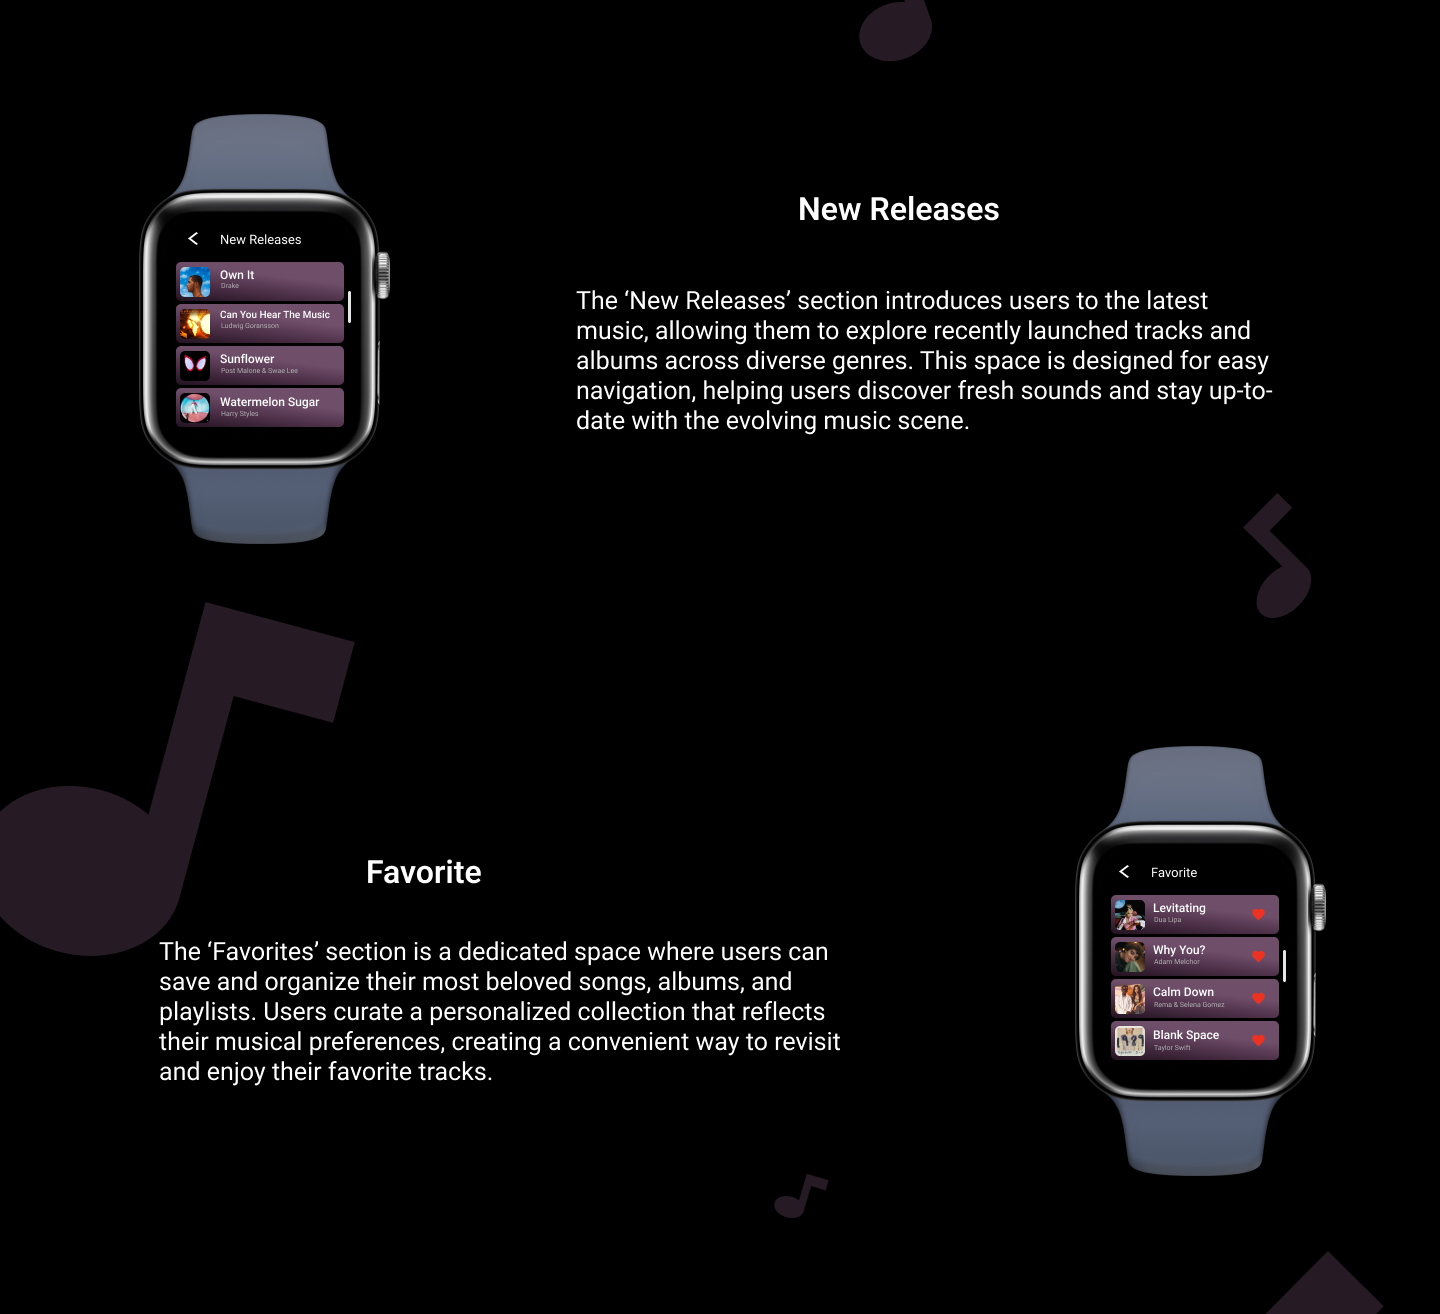 New Releases
Own It
Drake
Can You Hear The Music
Ludwig Goransson
Sunflower
Post Malone & Swae Lee
Watermelon Sugar
Harry Styles
New Releases
The ‘New Releases’ section introduces users to the latest
music, allowing them to explore recently launched tracks and
albums across diverse genres. This space is designed for easy
navigation, helping users discover fresh sounds and stay up-to-
date with the evolving music scene.
Favorite
The ‘Favorites’ section is a dedicated space where users can
save and organize their most beloved songs, albums, and
playlists. Users curate a personalized collection that reflects
their musical preferences, creating a convenient way to revisit
and enjoy their favorite tracks.
Favorite
Levitating
Dua Lipa
Why You?
Adam Melchor
Calm Down
Rema & Selena Gomez
Blank Space
Taylor Swift